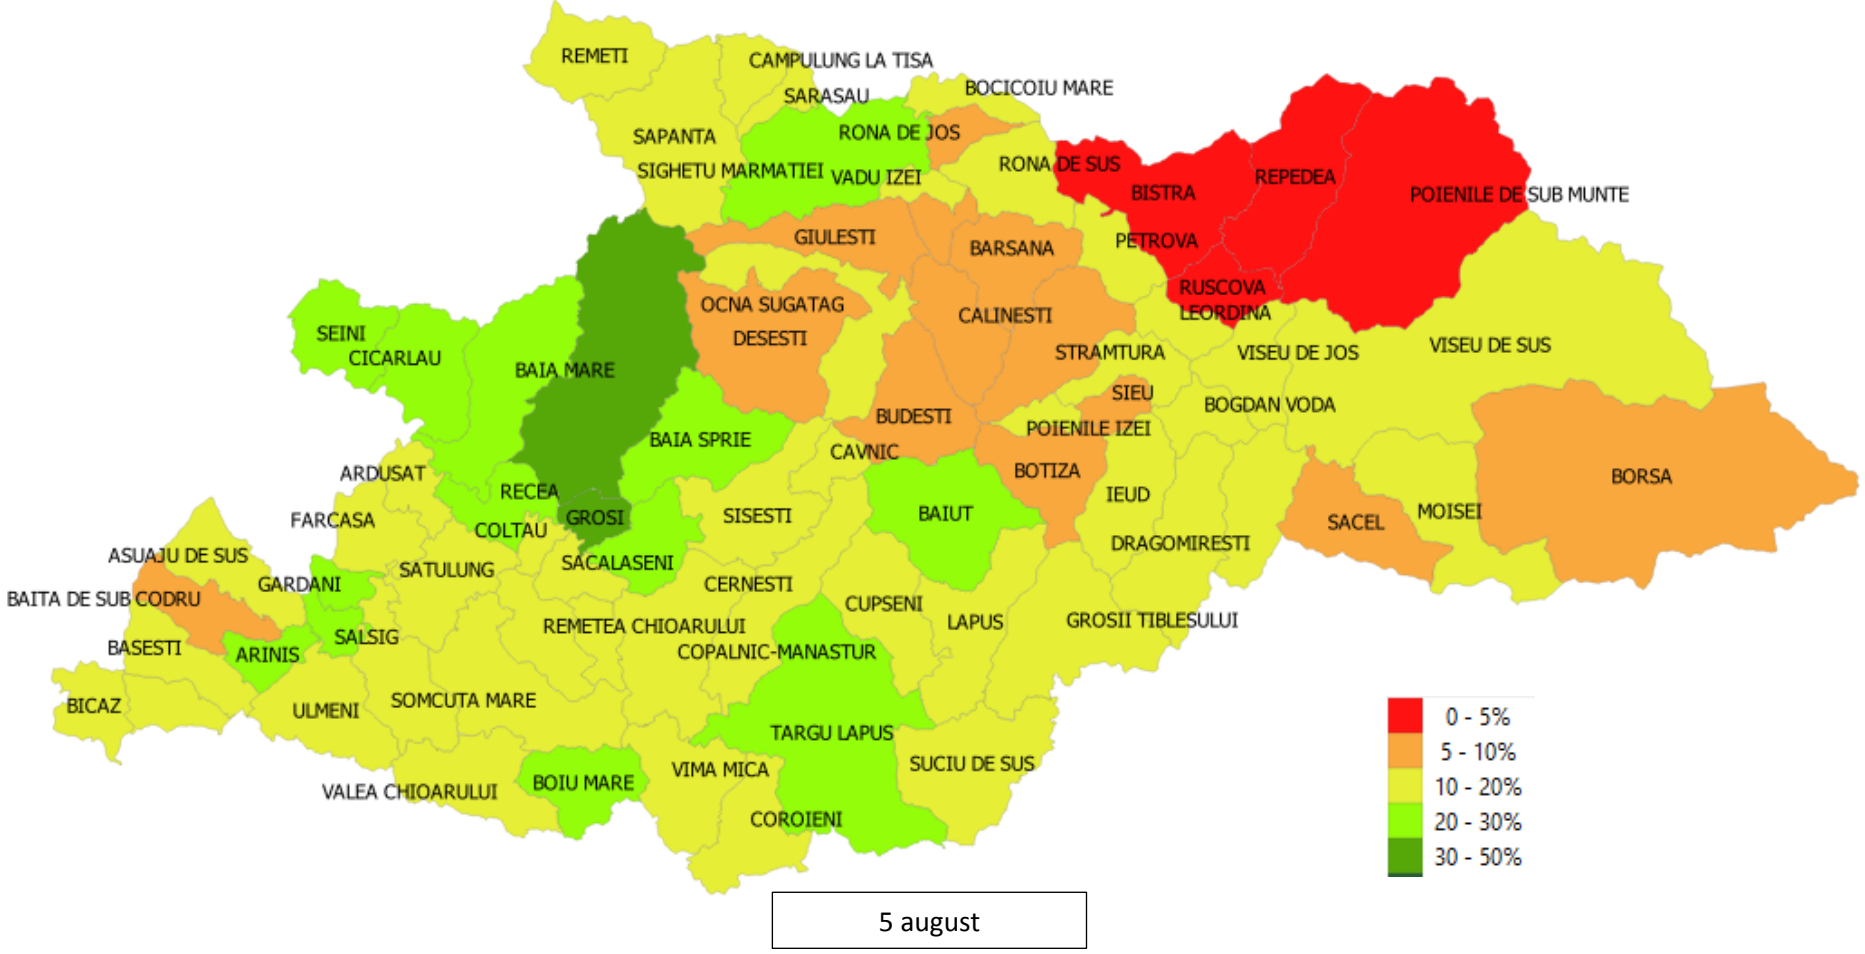 REMETI
CAMPULUNG LA TISA
BOCICOIU MARE
SARASAU
SAPANTA
RONA DE JOS
RONA DE SUS
SIGHETU MARMATIEI
VADU IZEI
REPEDEA
BISTRA
POIENILE DE SUB MUNTE
GIULESTI
BARSANA
PETROVA
RUSCOVA
OCNA SUGATAG
CALINESTI
LEORDINA
SEINI
DESESTI
CICARLAU
STRAMTURA
VISEU DE JOS
VISEU DE SUS
BAIA MARE
SIEU
BOGDAN VODA
BUDESTI
POIENILE IZEI
BAIA SPRIE
CAVNIC
ARDUSAT
BOTIZA
BORSA
RECEA
IEUD
FARCASA
GROSI
SISESTI
BAIUT
MOISEI
SACEL
COLTAU
DRAGOMIRESTI
ASUAJU DE SUS
SACALASENI
SATULUNG
GARDANI
CERNESTI
BAITA DE SUB CODRU
CUPSENI
LAPUS
GROSII TIBLESULUI
REMETEA CHIOARULUI
SALSIG
BASESTI
ARINIS
COPALNIC-MANASTUR
BICAZ
ULMENI
SOMCUTA MARE
TARGU LAPUS
SUCIU DE SUS
VIMA MICA
BOIU MARE
VALEA CHIOARULUI
COROIENI
0 - 5%
5 - 10%
10 - 20%
20 - 30%
30 - 50%
5 august